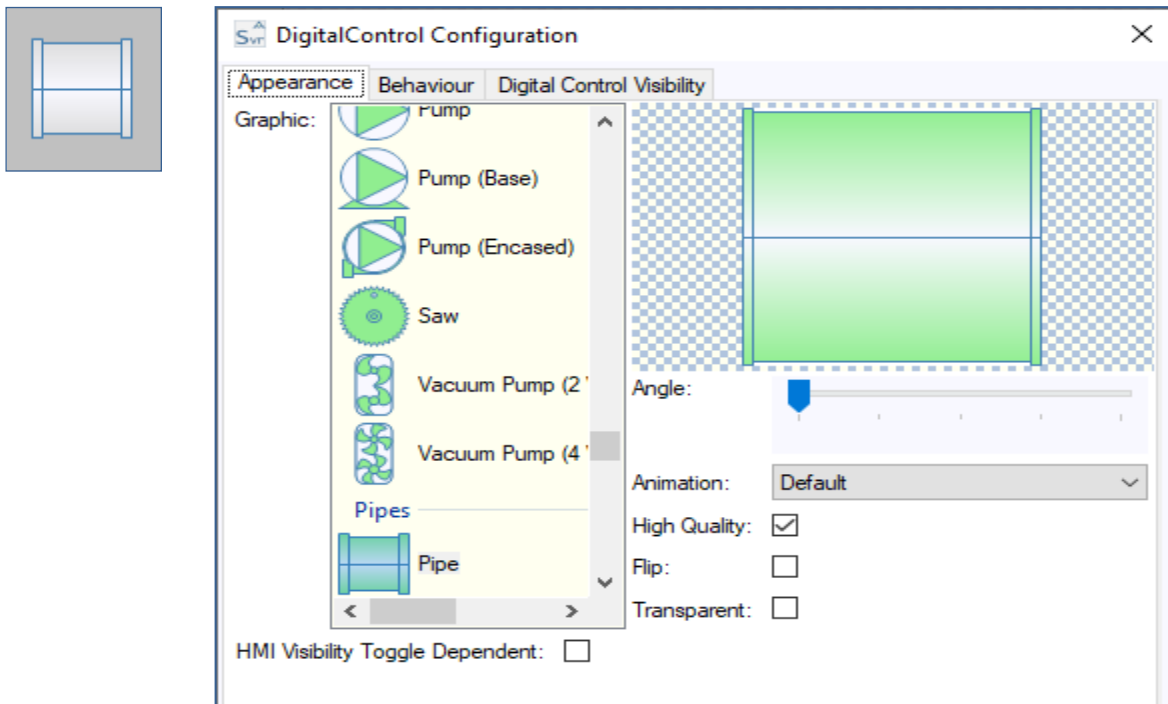 Svr A DigitalControl Configuration
Appearance Behaviour Digital Control Visibility
Graphic:
Pump
Pump (Base)
Pump (Encased)
Saw
Vacuum Pump (2
Vacuum Pump (4
Pipes
Pipe
Angle:
Animation: Default
High Quality:
Flip:
Transparent:
HMI Visibility Toggle Dependent: